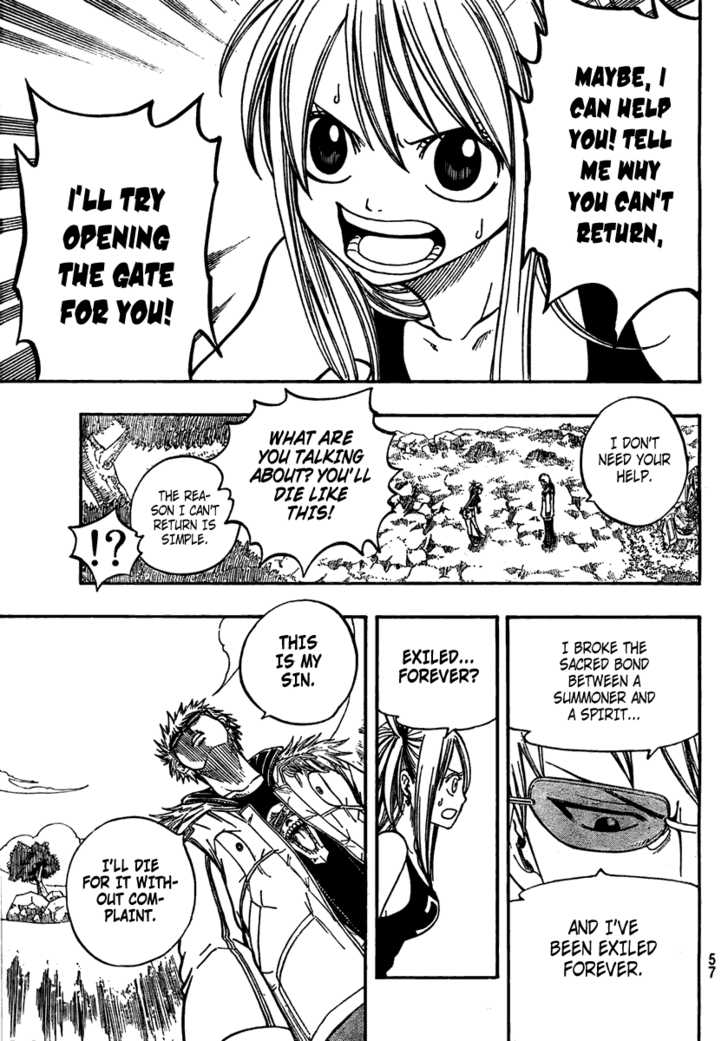 MAYBE, I
CAN HELP
YOU! TELL
ME WHY
YOU CAN'T
RETURN,
I'LL TRY
OPENING
THE GATE
FOR YOU!
I DON'T
NEED YOUR
HELP.
WHAT ARE
YOU TALKING
ABOUT? YOU'LL
DIE LIKE
THIS!
THE REA-
SON I CAN'T
RETURN IS
SIMPLE.
!?
I BROKE THE
SACRED BOND
BETWEEN A
SUMMONER AND
A SPIRIT...
AND I'VE
BEEN EXILED
FOREVER.
EXILED...
FOREVER?
THIS
IS MY
SIN.
I'LL DIE
FOR IT WITH-
OUT COM-
PLAINT.
57